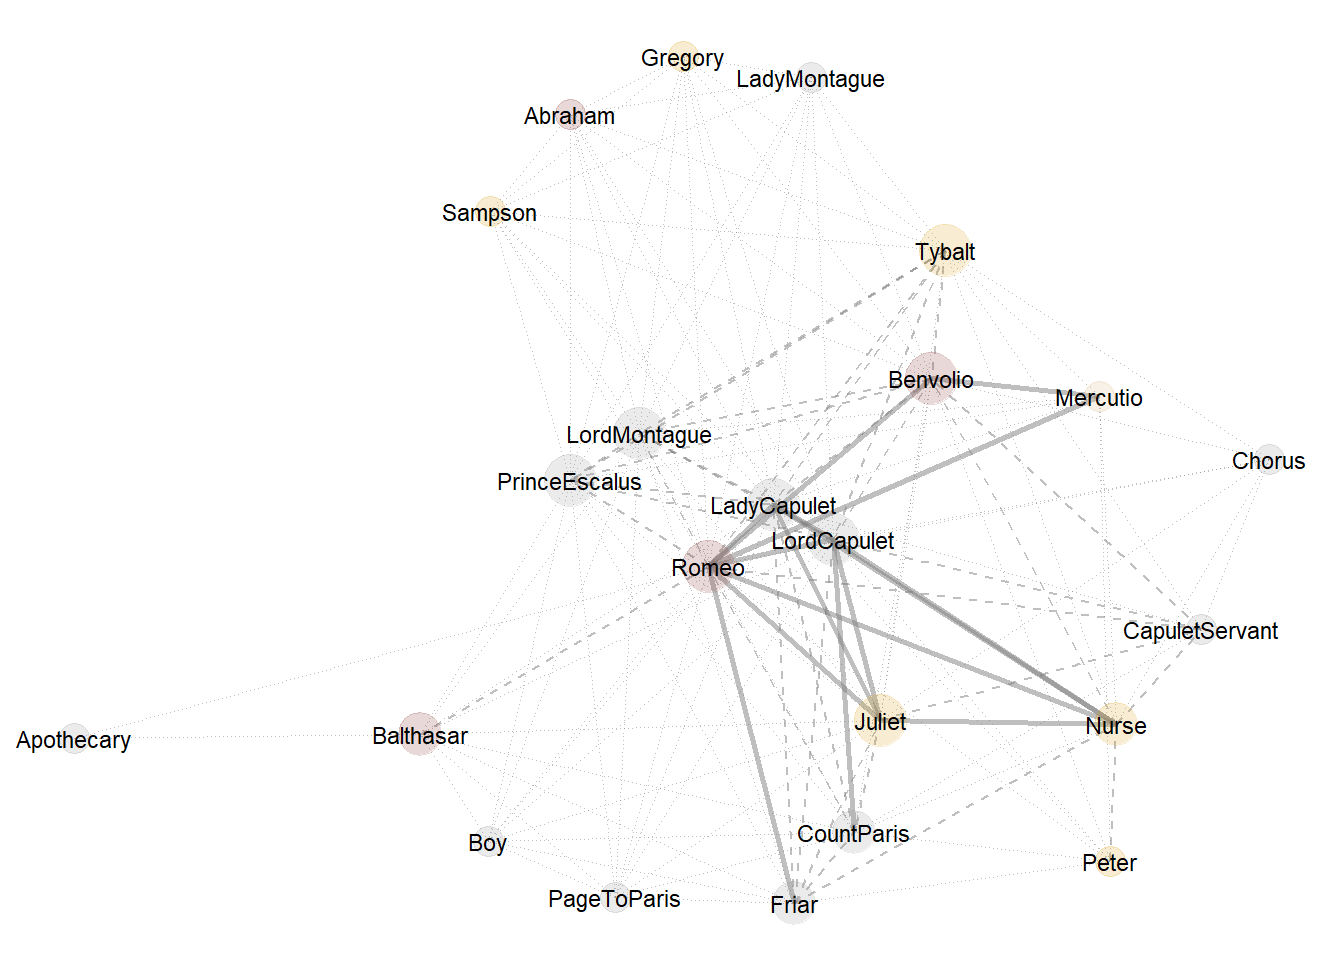 Gregory
LadyMontague
Abraham
Sampson
Tybalt
Benvolio
Mercutio
LordMontague
Chorus
PrinceEscalus
LadyCapulet
LordCapulet
Romeo
CapuletServant
Juliet
Nurse
Balthasar
Apothecary
CountParis
Boy
Peter
PageToParis
Friar